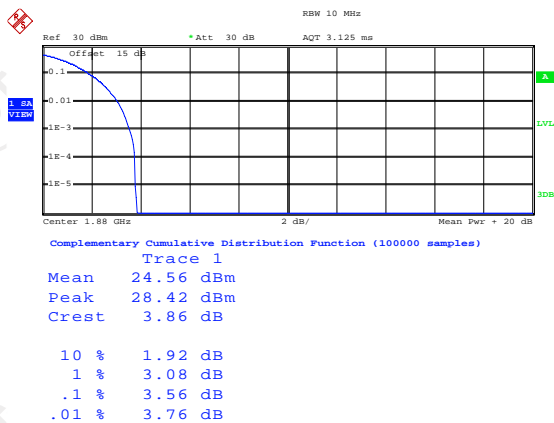 RBW 10 MHz
Ref 30 dBm *Att 30 dB AQT 3.125 ms
Offset 15 dB
0.1
A
0.01
1 SA
VIEW
1E-3
LVL
1E-4
1E-5
3DB
Center 1.88 GHz 2 dB/ Mean Pwr + 20 dB
Complementary Cumulative Distribution Function (100000 samples)
Trace 1
Mean 24.56 dBm
Peak 28.42 dBm
Crest 3.86 dB
10 % 1.92 dB
1 % 3.08 dB
.1 % 3.56 dB
.01 % 3.76 dB